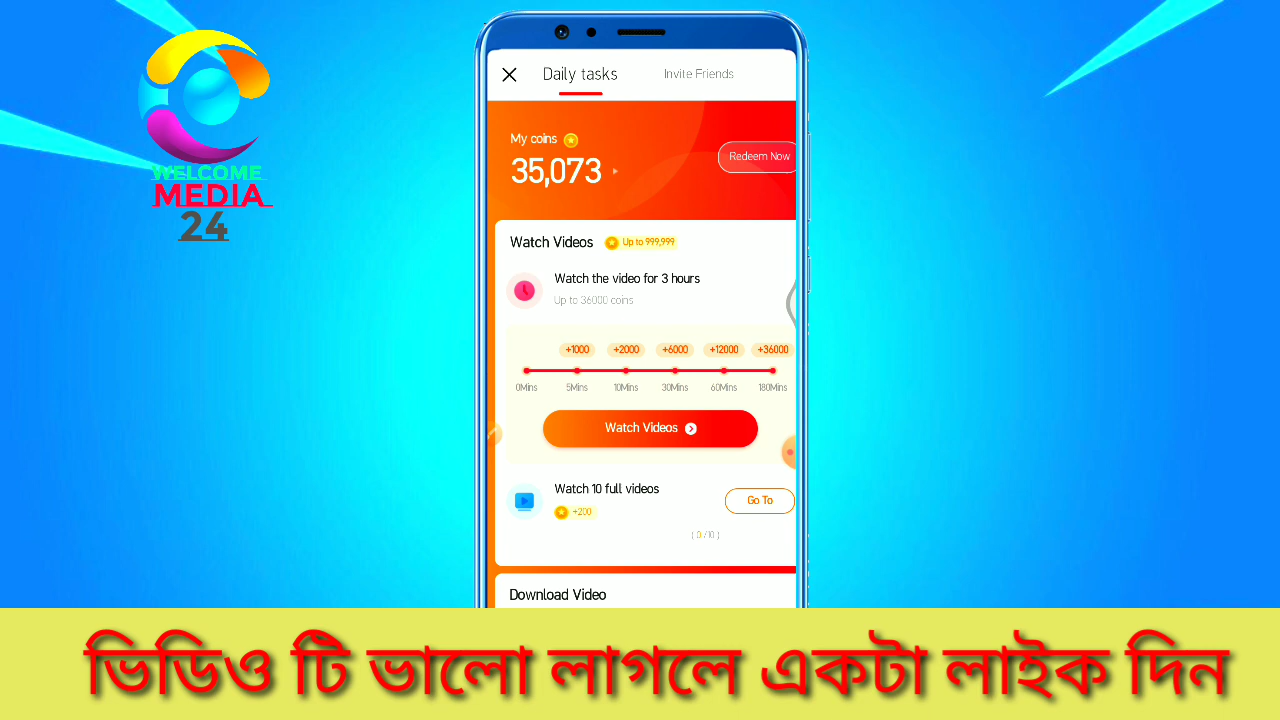 WELCOME
MEDIA
24
Daily tasks
Invite Friends
My coins
35,073
Redeem Now
Watch Videos
Up to 999,999
Watch the video for 3 hours
Up to 36000 coins
+1000 +2000 +6000 +12000 +36000
0Mins 5Mins 10Mins 30Mins 60Mins 180Mins
Watch Videos
Watch 10 full videos
Go To
+200
( 0 /10 )
Download Video
ভিডিও টি ভালো লাগলে একটা লাইক দিন